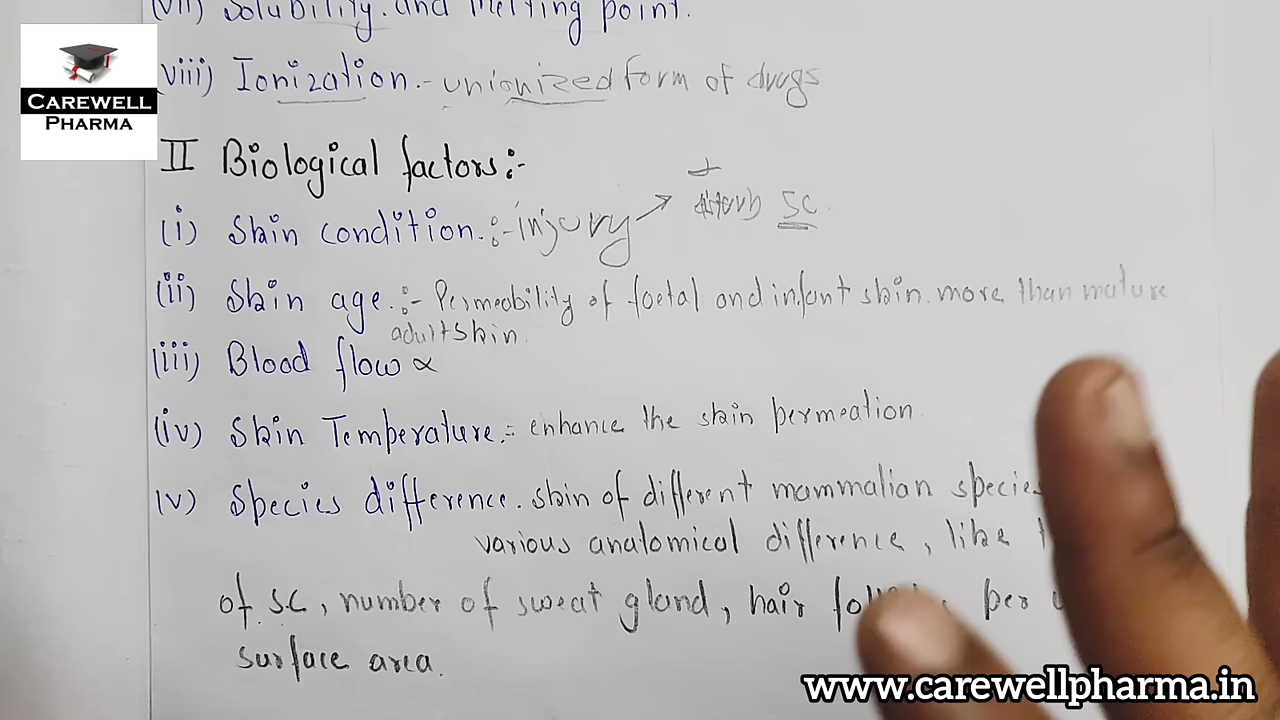 (vii) Solubility and melting point.
CAREWELL
PHARMA
(viii) Ionization.- unionized form of drugs
II Biological factors:-
(i) Skin condition.:- injury → SC.
(ii) Skin age.:- Permeability of foetal and infant skin more than mature
adult skin.
(iii) Blood flow ∝
(iv) Skin Temperature.:- enhance the skin permeation.
(v) Species difference. skin of different mammalian species
various anatomical difference, like
of SC, number of sweat gland, hair per
surface area.
www.carewellpharma.in